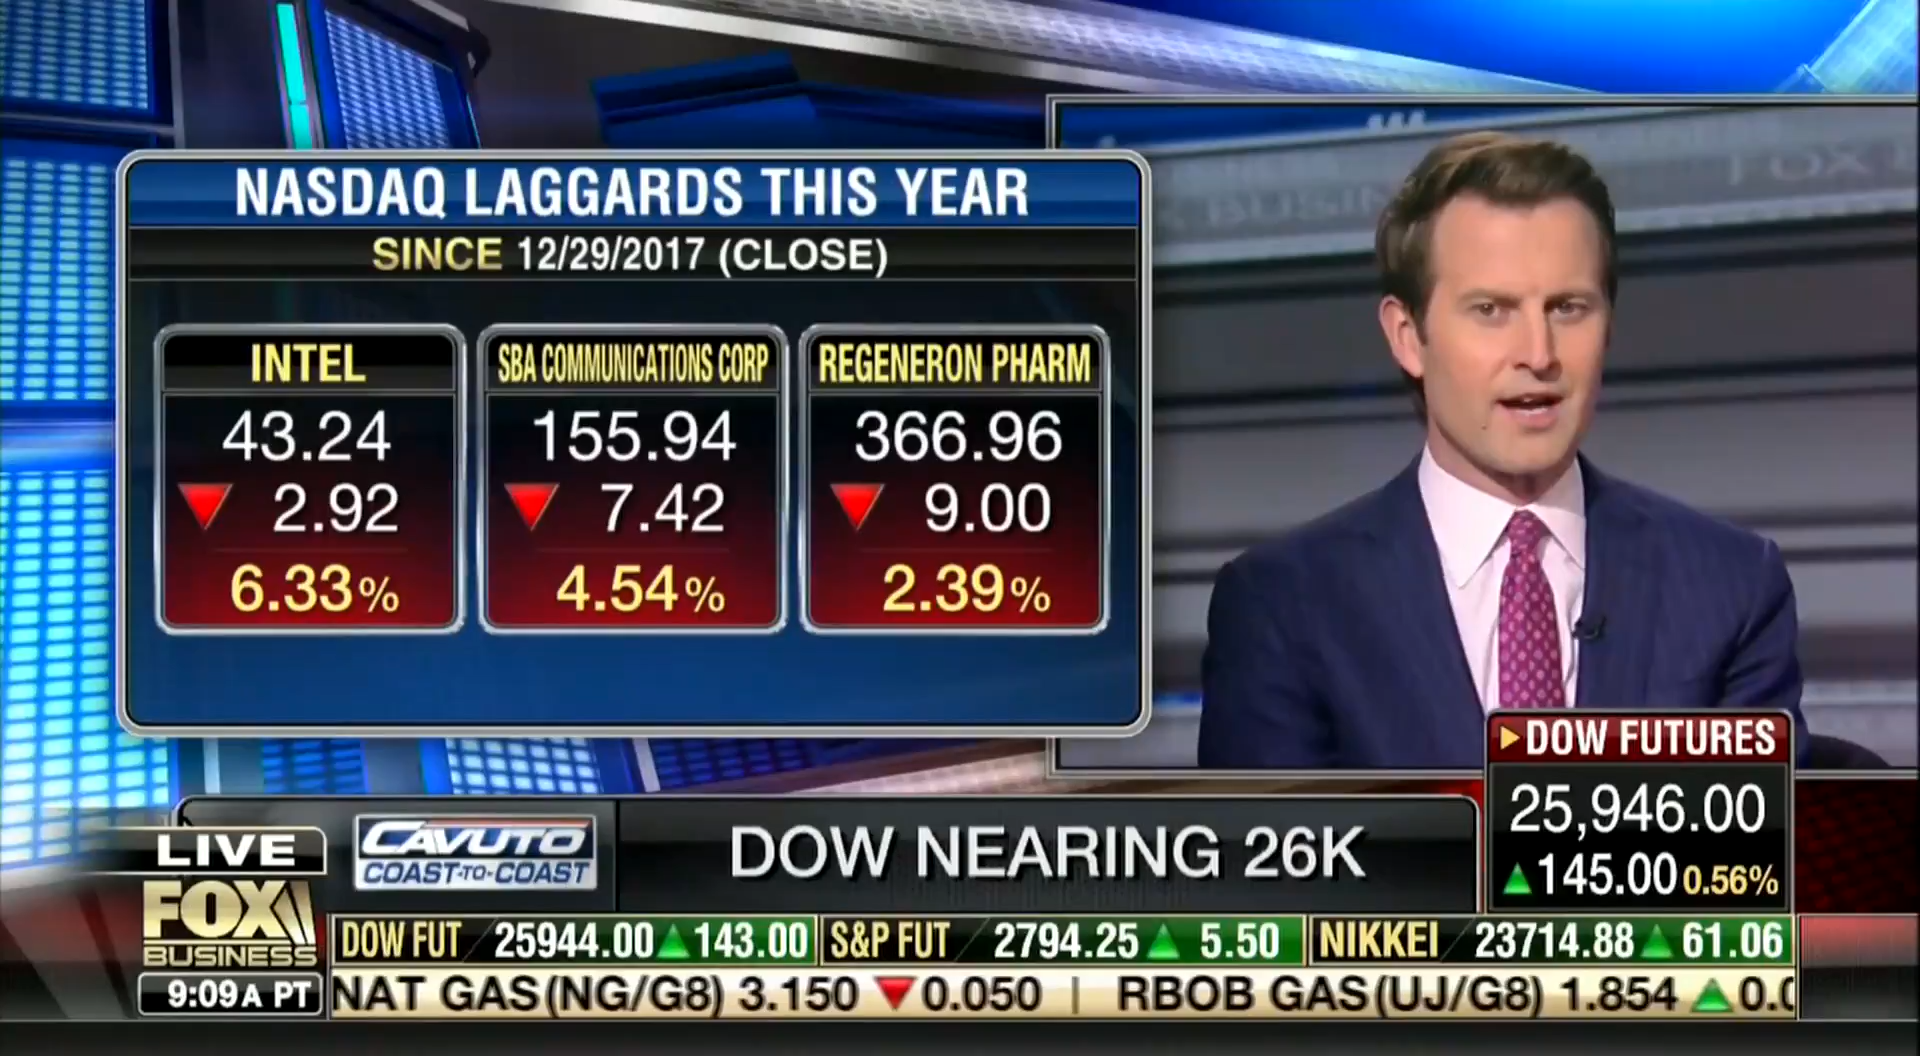 NASDAQ LAGGARDS THIS YEAR
SINCE 12/29/2017 (CLOSE)
INTEL
43.24
▼ 2.92
6.33%
SBA COMMUNICATIONS CORP
155.94
▼ 7.42
4.54%
REGENERON PHARM
366.96
▼ 9.00
2.39%
FOX
BUSIN
DOW FUTURES
25,946.00
▲145.00 0.56%
CAVUTO
COAST-TO-COAST
DOW NEARING 26K
LIVE
FOX
BUSINESS
9:09A PT
DOW FUT 25944.00 ▲ 143.00 S&P FUT 2794.25 ▲ 5.50 NIKKEI 23714.88 ▲ 61.06
NAT GAS(NG/G8) 3.150 ▼0.050 | RBOB GAS(UJ/G8) 1.854 ▲0.0